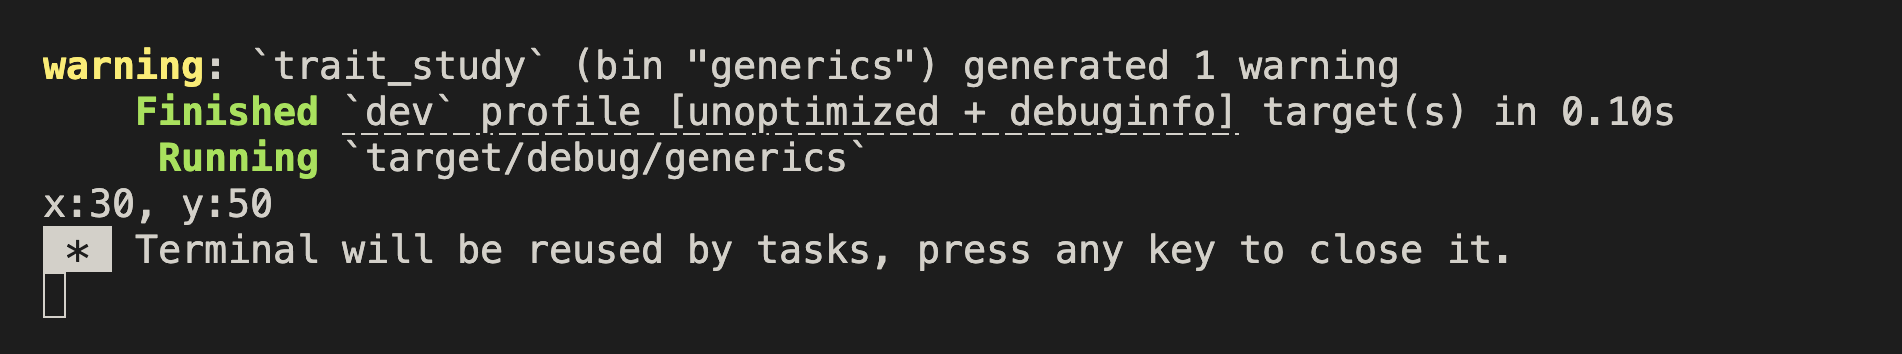 warning: `trait_study` (bin "generics") generated 1 warning
Finished `dev` profile [unoptimized + debuginfo] target(s) in 0.10s
Running `target/debug/generics`
x:30, y:50
* Terminal will be reused by tasks, press any key to close it.